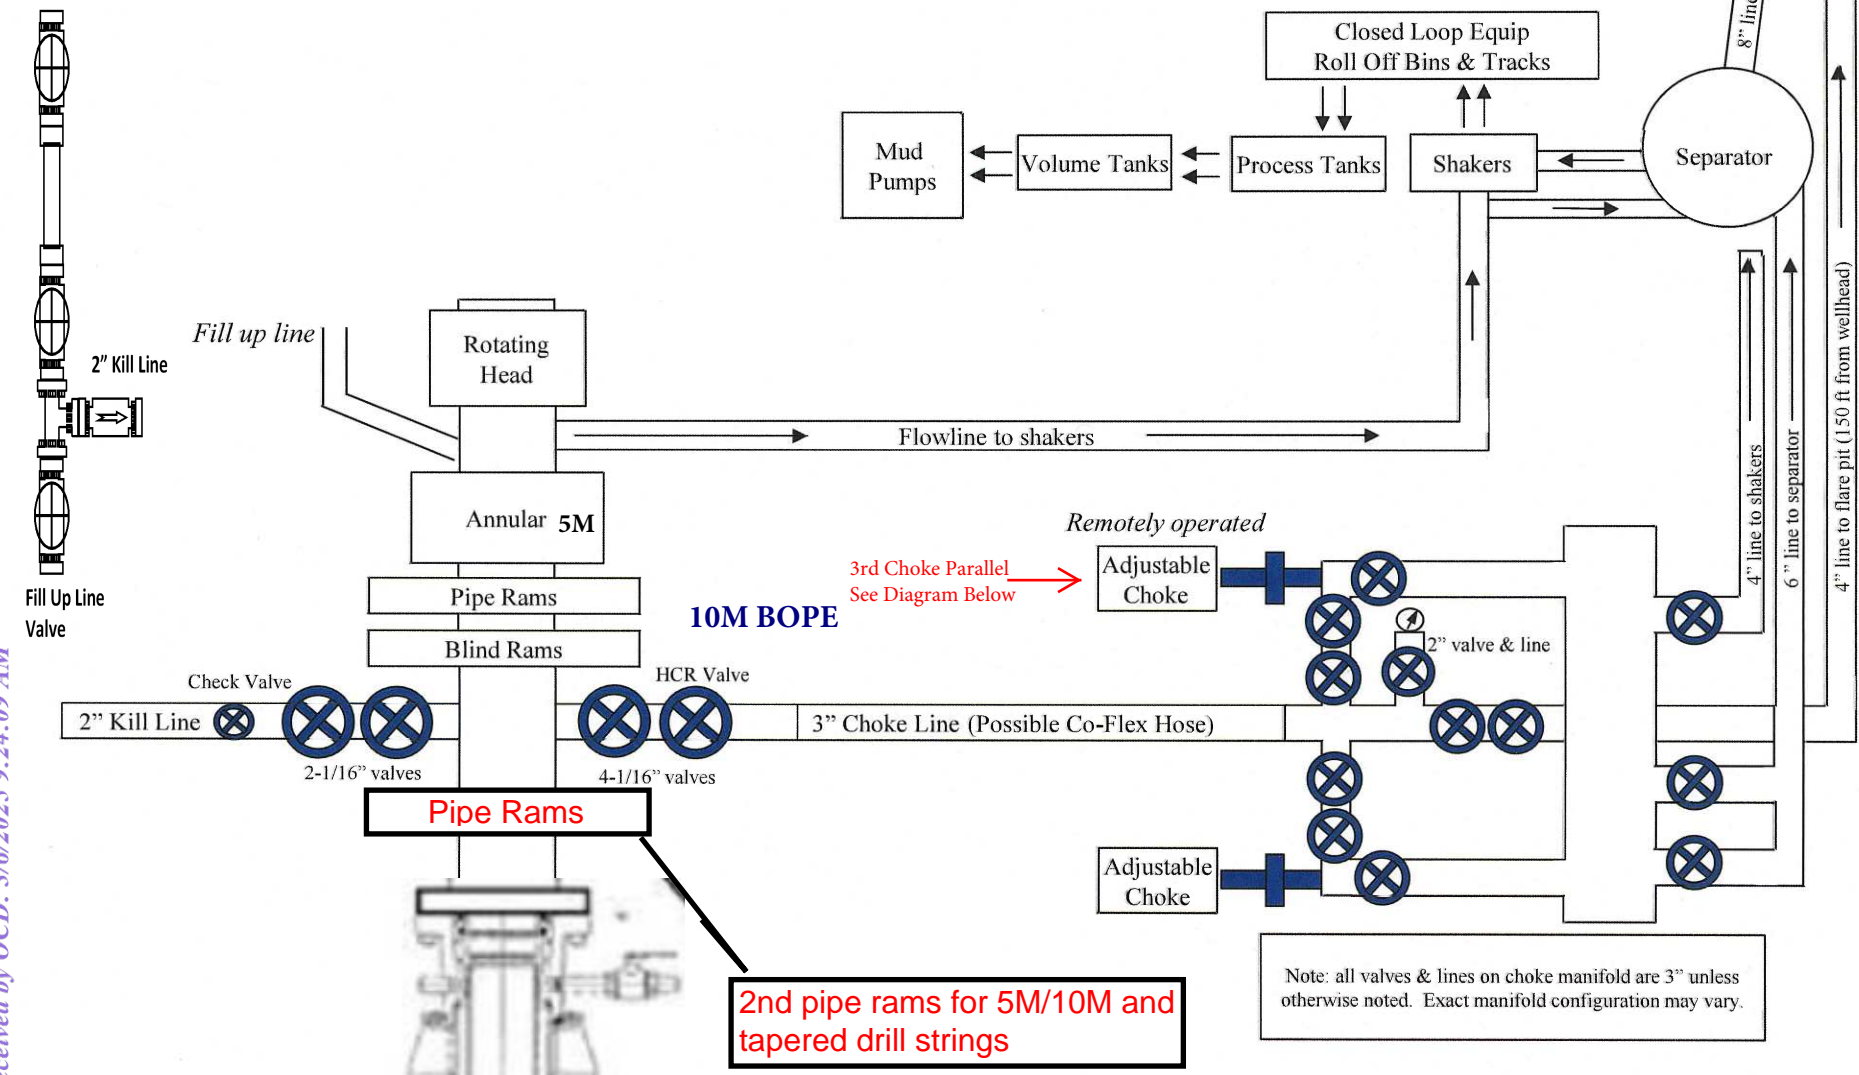 8” line
Closed Loop Equip
Roll Off Bins & Tracks
Mud
Pumps
Volume Tanks
Process Tanks
Shakers
Separator
Fill up line
Rotating
Head
2” Kill Line
Flowline to shakers
Annular 5M
Remotely operated
3rd Choke Parallel
See Diagram Below
Adjustable
Choke
Pipe Rams
10M BOPE
Blind Rams
2” valve & line
Fill Up Line
Valve
Check Valve
HCR Valve
2” Kill Line
3” Choke Line (Possible Co-Flex Hose)
2-1/16” valves
4-1/16” valves
Pipe Rams
Adjustable
Choke
4” line to shakers
6 ” line to separator
4” line to flare pit (150 ft from wellhead)
2nd pipe rams for 5M/10M and
tapered drill strings
Note: all valves & lines on choke manifold are 3” unless
otherwise noted.  Exact manifold configuration may vary.